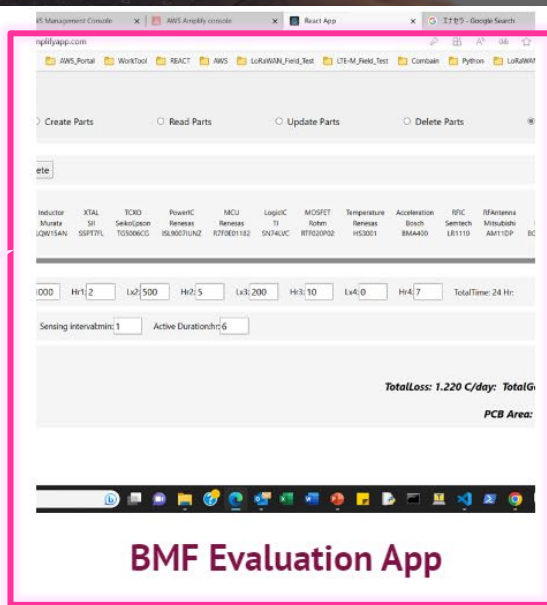 WS Management Console AWS Amplify console React App エナセラ - Google Search
mplifyapp.com
AWS_Portal WorkTool REACT AWS LoRaWAN_Field_Test LTE-M_Field_Test Combain Python LoRaWAN
Create Parts Read Parts Update Parts Delete Parts
ete
Inductor XTAL TCXO PowerIC MCU LogicIC MOSFET Temperature Acceleration RFIC RFAntenna
Murata SII SeikoEpson Renesas Renesas TI Rohm Renesas Bosch Semtech Mitsubishi
LQW15AN SSPT7FL TG5006CG ISL9007IUNZ R7F0E01182 SN74LVC RTF020P02 HS3001 BMA400 LR1110 AM11DP
000 Hr1: 2 Lx2: 500 Hr2: 5 Lx3: 200 Hr3: 10 Lx4: 0 Hr4: 7 TotalTime: 24 Hr:
Sensing interval:min: 1 Active Duration:hr: 6
TotalLoss: 1.220 C/day: TotalG
PCB Area:
BMF Evaluation App